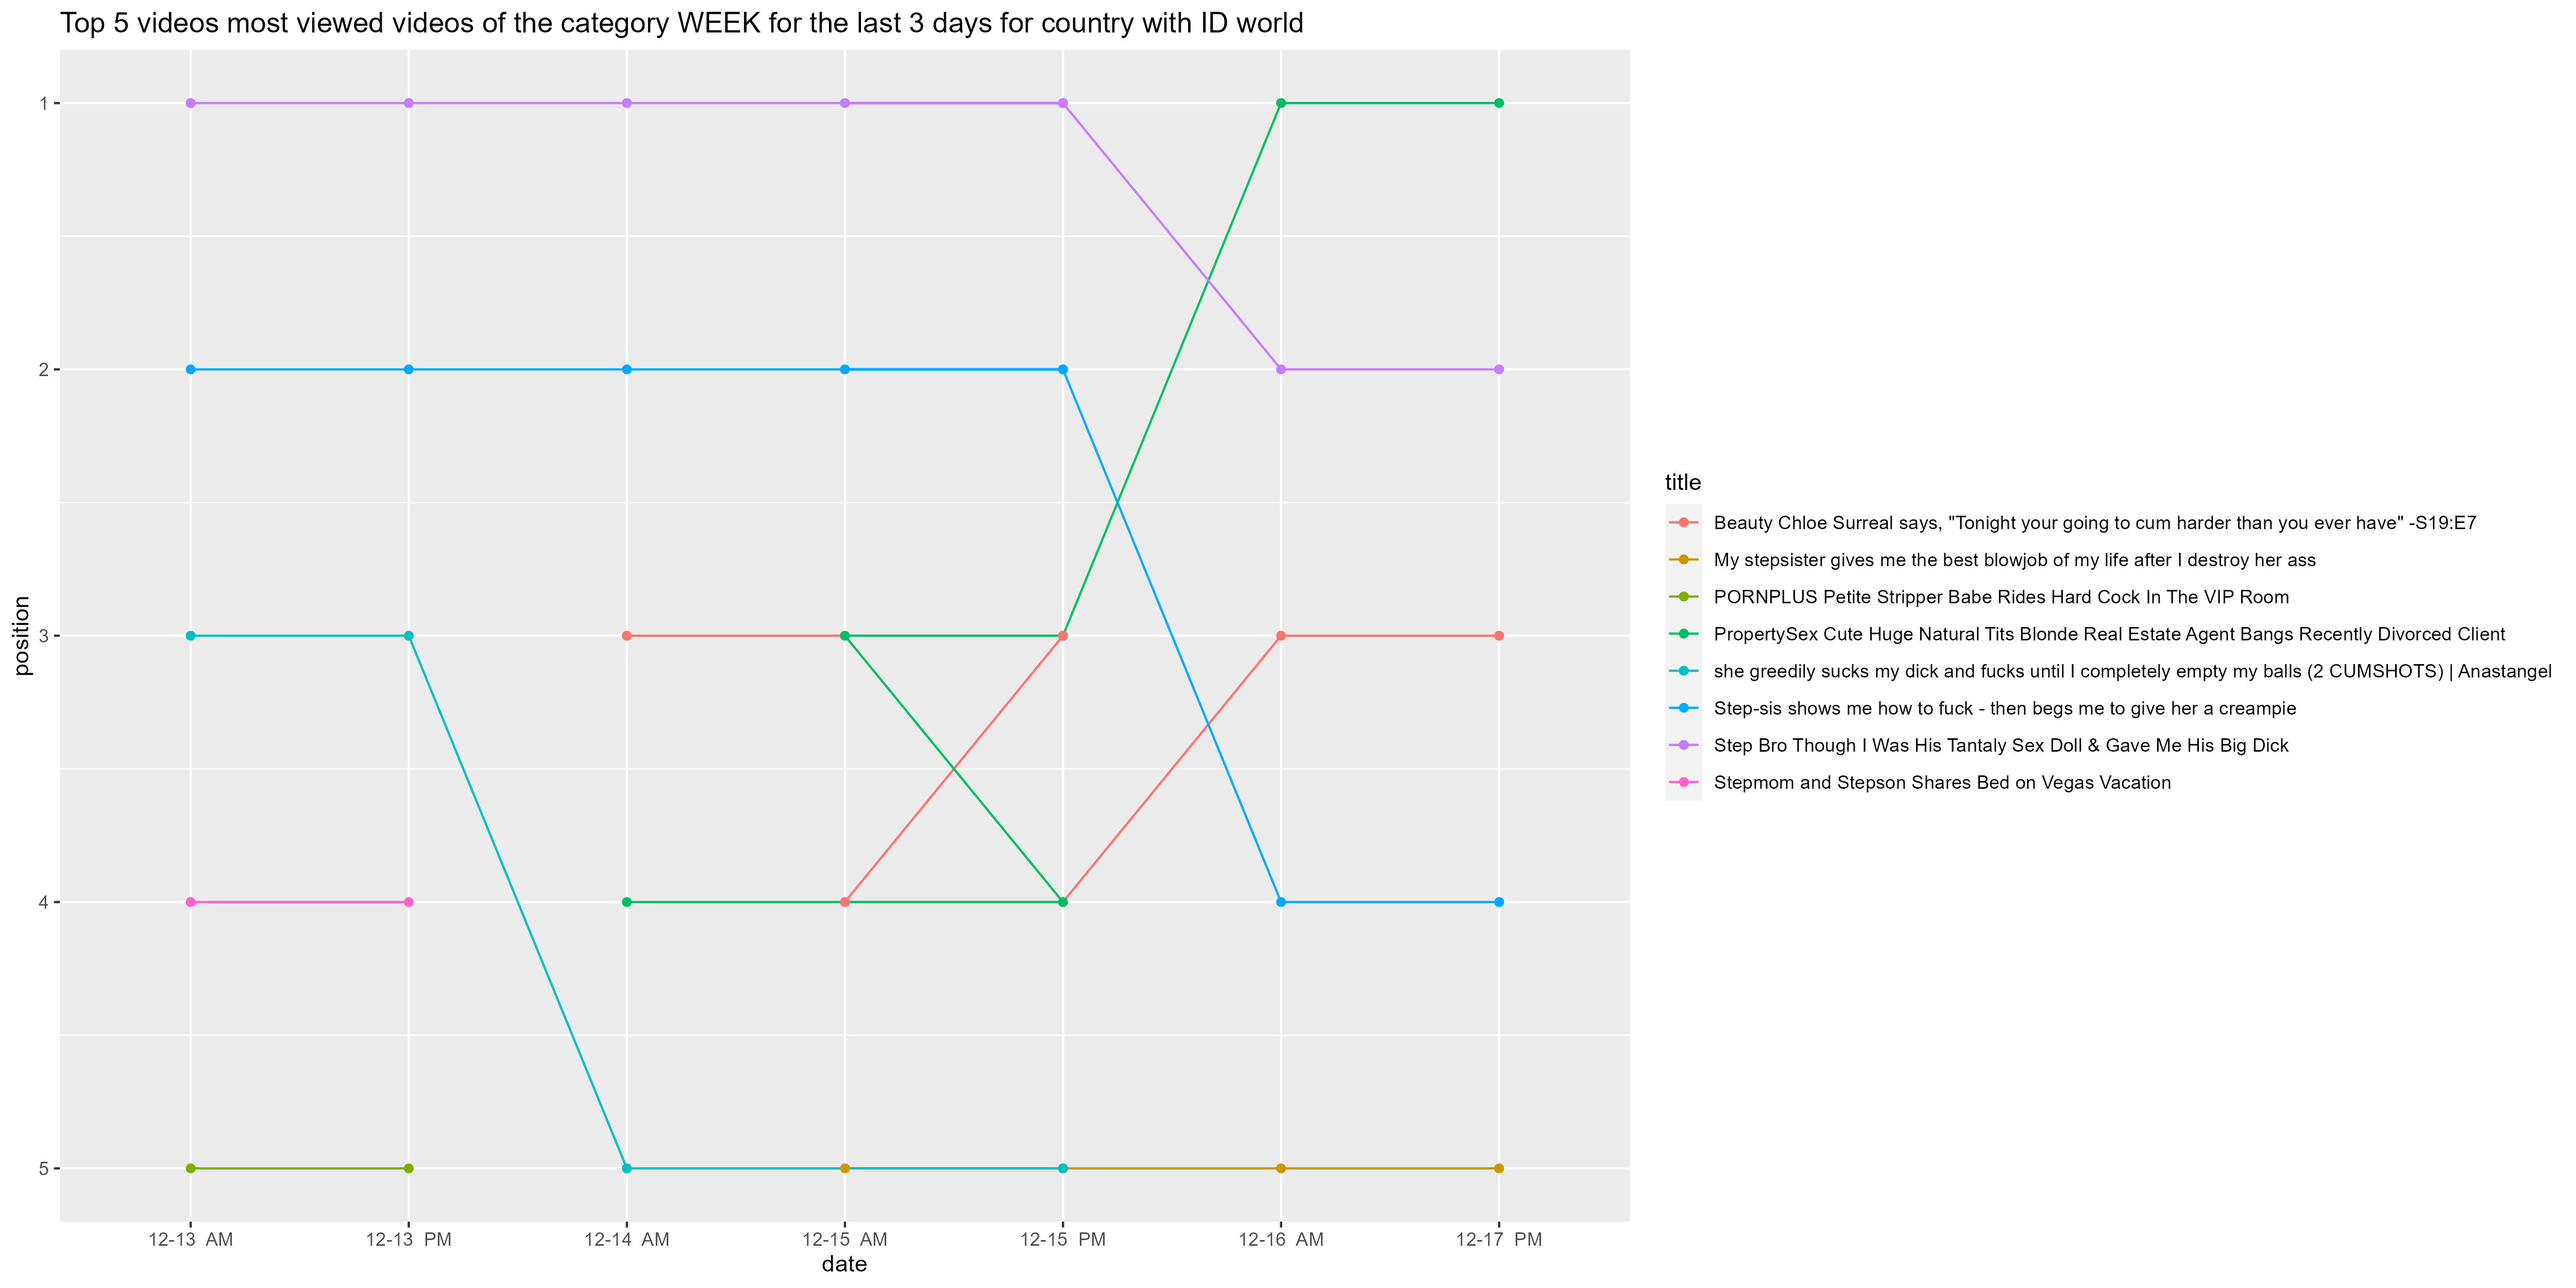 Top 5 videos most viewed videos of the category WEEK for the last 3 days for country with ID world
position
1
2
3
4
5
12-13 AM
12-13 PM
12-14 AM
12-15 AM
12-15 PM
12-16 AM
12-17 PM
date
title
Beauty Chloe Surreal says, "Tonight your going to cum harder than you ever have" -S19:E7
My stepsister gives me the best blowjob of my life after I destroy her ass
PORNPLUS Petite Stripper Babe Rides Hard Cock In The VIP Room
PropertySex Cute Huge Natural Tits Blonde Real Estate Agent Bangs Recently Divorced Client
she greedily sucks my dick and fucks until I completely empty my balls (2 CUMSHOTS) | Anastangel
Step-sis shows me how to fuck - then begs me to give her a creampie
Step Bro Though I Was His Tantaly Sex Doll & Gave Me His Big Dick
Stepmom and Stepson Shares Bed on Vegas Vacation